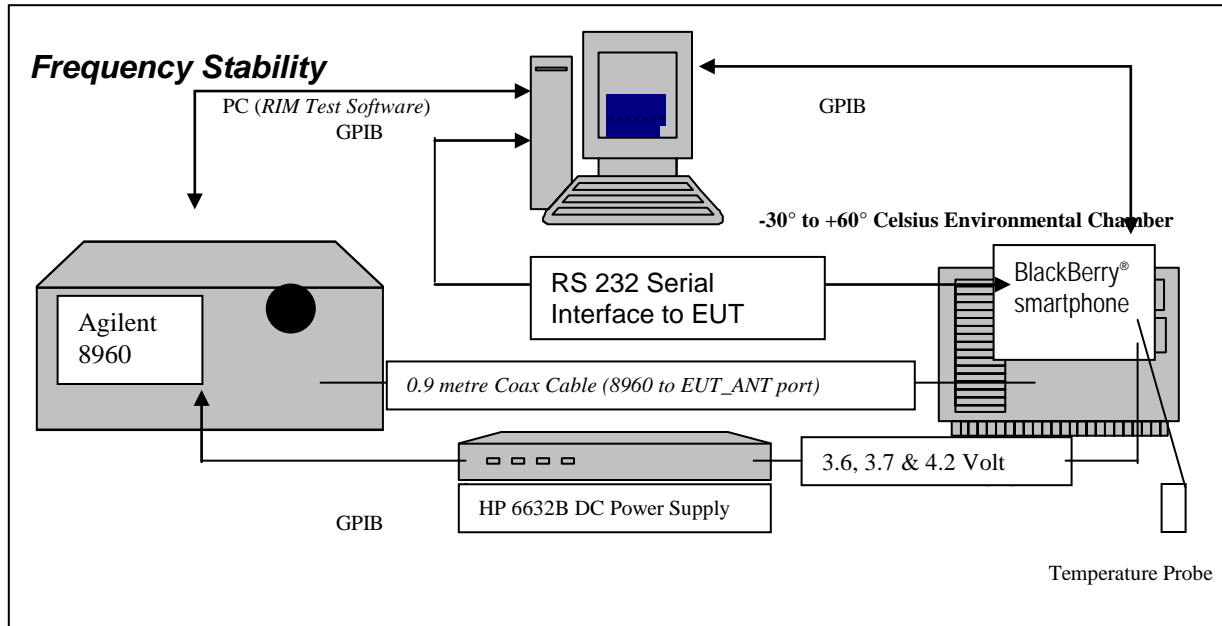 Frequency Stability
PC (RIM Test Software)
GPIB
GPIB
-30° to +60° Celsius Environmental Chamber
BlackBerry®
smartphone
RS 232 Serial
Interface to EUT
Agilent
8960
0.9 metre Coax Cable (8960 to EUT_ANT port)
3.6, 3.7 & 4.2 Volt
HP 6632B DC Power Supply
GPIB
Temperature Probe